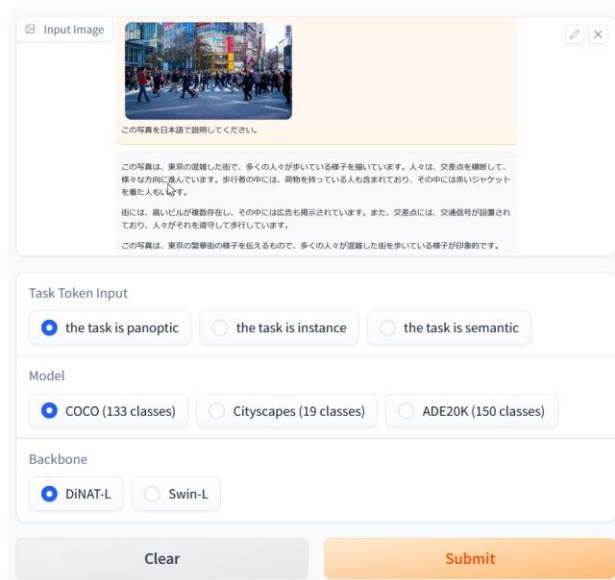 Input Image
この写真を日本語で説明してください。
この写真は、東京の混雑した街で、多くの人々が歩いている様子を描いています。人々は、交差点を横断して、
様々な方向に進んでいます。歩行者の中には、荷物を持っている人も含まれており、その中には赤いジャケット
を着た人もいます。
街には、高いビルが複数存在し、その中には広告も掲示されています。また、交差点には、交通信号が設置され
ており、人々がそれを遵守して歩行しています。
この写真は、東京の繁華街の様子を伝えるもので、多くの人々が混雑した街を歩いている様子が印象的です。
Task Token Input
the task is panoptic the task is instance the task is semantic
Model
COCO (133 classes) Cityscapes (19 classes) ADE20K (150 classes)
Backbone
DiNAT-L Swin-L
Clear Submit